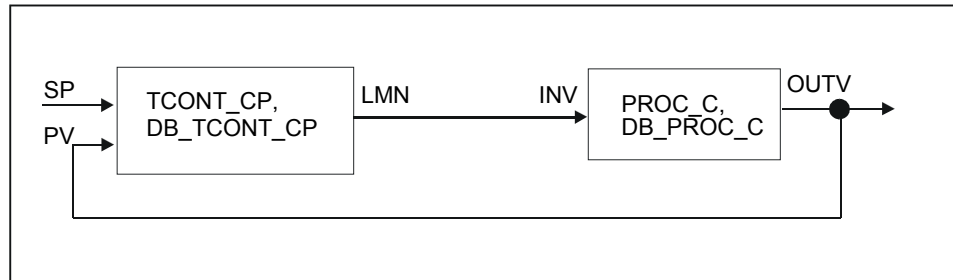 SP
PV
TCONT_CP,
DB_TCONT_CP
LMN
INV
PROC_C,
DB_PROC_C
OUTV